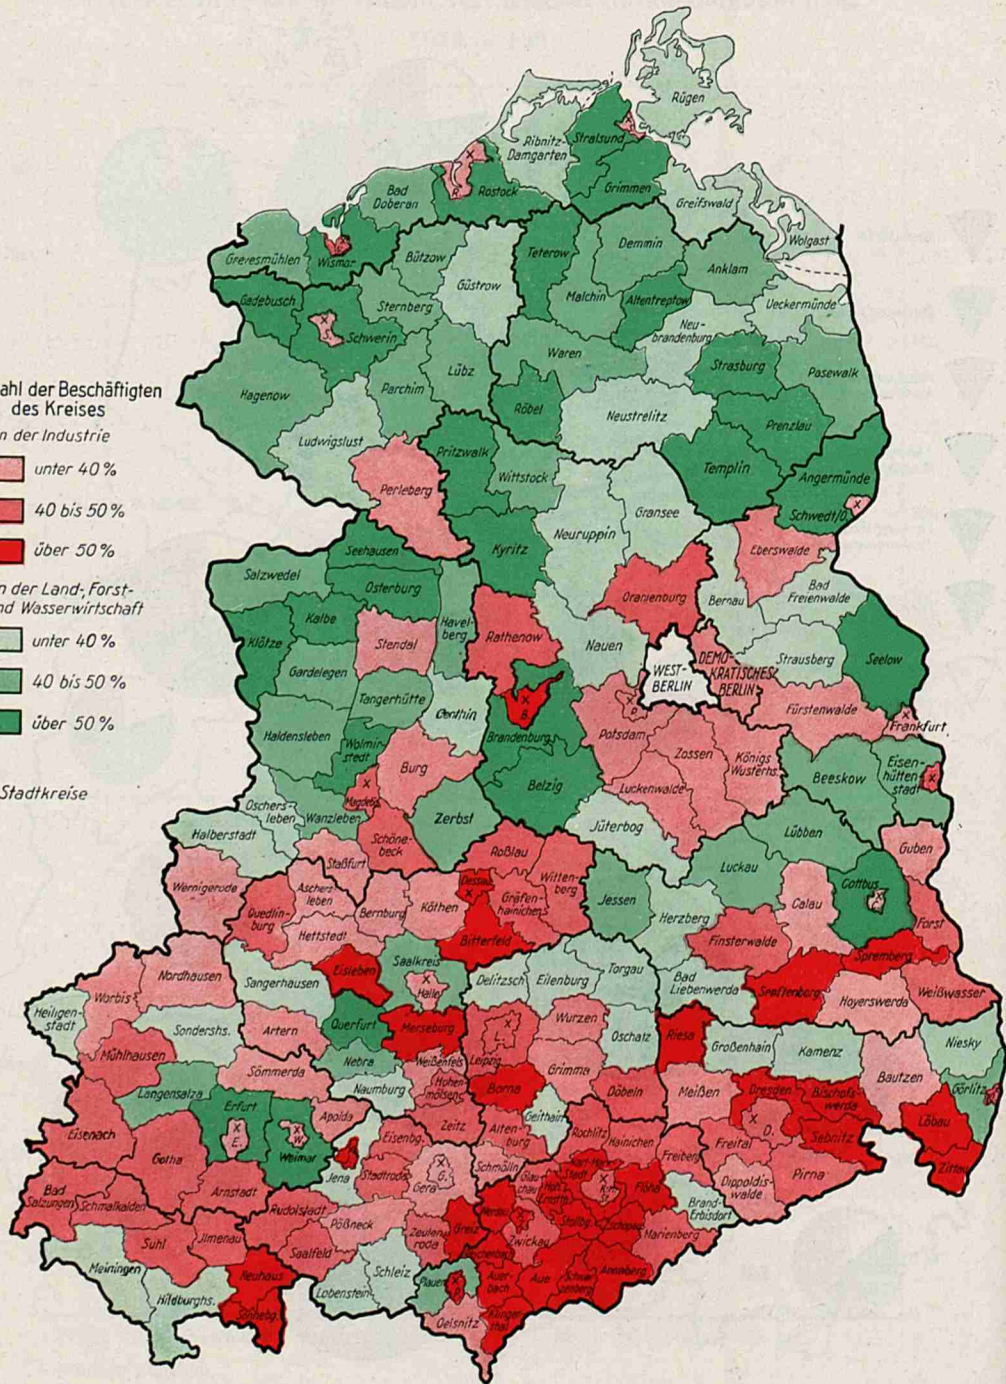 ahl der Beschäftigten
des Kreises
n der Industrie
unter 40%
40 bis 50%
über 50%
n der Land-, Forst-
nd Wasserwirtschaft
unter 40%
40 bis 50%
über 50%
Stadtkreise
Rügen
Ribnitz-
Damgarten
Stralsund
Grimmen
Bad
Doberan
R.
Rostock
Greifswald
Wolgast
Grevesmühlen
Wismar
Bützow
Güstrow
Teterow
Demmin
Anklam
Gadebusch
S.
Schwerin
Sternberg
Malchin
Altentreptow
Ueckermünde
Neu-
brandenburg
Hagenow
Parchim
Lübz
Waren
Strasburg
Pasewalk
Ludwigslust
Röbel
Neustrelitz
Prenzlau
Perleberg
Pritzwalk
Wittstock
Templin
Angermünde
Schwedt/O.
Neuruppin
Gransee
Kyritz
Eberswalde
Seehausen
Salzwedel
Osterburg
Oranienburg
Bernau
Bad
Freienwalde
Kalbe
Havel-
berg
Klötze
Stendal
Rathenow
Nauen
WEST-
BERLIN
DEMO-
KRATISCHES
BERLIN
Strausberg
Seelow
Gardelegen
Tangerhütte
Genthin
B.
Brandenburg
P.
Potsdam
Fürstenwalde
Frankfurt
Haldensleben
Wolmir-
stedt
Burg
Zossen
Königs
Wusterhs.
Beeskow
Eisen-
hütten-
stadt
Magdebg.
Belzig
Luckenwalde
Oschers-
leben
Wanzleben
Zerbst
Jüterbog
Lübben
Halberstadt
Schöne-
beck
Guben
Staßfurt
Roßlau
Witten-
berg
Luckau
Cottbus
Wernigerode
Aschers-
leben
Dessau
Gräfen-
hainichen
Jessen
Calau
Quedlin-
burg
Bernburg
Köthen
Herzberg
Forst
Hettstedt
Bitterfeld
Finsterwalde
Spremberg
Nordhausen
Eisleben
Saalkreis
Halle
Delitzsch
Eilenburg
Torgau
Bad
Liebenwerda
Senftenberg
Hoyerswerda
Weißwasser
Worbis
Sangerhausen
Heiligen-
stadt
Sondershs.
Artern
Querfurt
Merseburg
L.
Leipzig
Wurzen
Oschatz
Riesa
Großenhain
Kamenz
Niesky
Mühlhausen
Nebra
Weißenfels
Grimma
Bautzen
Sömmerda
Naumburg
Hohen-
mölsen
Borna
Döbeln
Meißen
Dresden
D.
Bischofs-
werda
Görlitz
Langensalza
Erfurt
E.
W.
Weimar
Apolda
Zeitz
Alten-
burg
Geithain
Löbau
Eisenach
Gotha
Eisenbg.
Rochlitz
Hainichen
Freital
Sebnitz
Jena
Stadtroda
G.
Gera
Schmölln
Freiberg
Pirna
Zittau
Bad
Salzungen
Schmalkalden
Arnstadt
Rudolstadt
Glau-
chau
Hoh.
Ernstth.
Karl-Marx-
Stadt
Flöha
Dippoldis-
walde
Pößneck
Brand-
Erbisdorf
Suhl
Ilmenau
Saalfeld
Zeulen-
roda
Greiz
Werdau
Zwickau
Stollbg.
Zschopau
Marienberg
Reichenbach
Meiningen
Neuhaus
Schleiz
Plauen
P.
Auer-
bach
Aue
Schwar-
zenberg
Annaberg
Hildburghs.
Sonnebg.
Lobenstein
Oelsnitz
Klingen-
thal